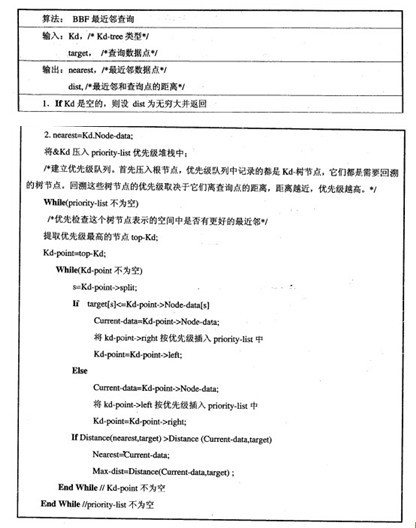 算法： BBF 最近邻查询
输入：Kd，/* Kd-tree 类型*/
target， /*查询数据点*/
输出：nearest，/*最近邻数据点*/
dist, /*最近邻和查询点的距离*/
1．If Kd 是空的，则设 dist 为无穷大并返回
2. nearest=Kd.Node-data;
将&Kd 压入 priority-list 优先级堆栈中；
/*建立优先级队列。首先压入根节点，优先级队列中记录的都是 Kd-树节点，它们都是需要回溯
的树节点。回溯这些树节点的优先级取决于它们离查询点的距离，距离越近，优先级越高。*/
While(priority-list 不为空)
/*优先检查这个树节点表示的空间中是否有更好的最近邻*/
提取优先级最高的节点 top-Kd;
Kd-point=top-Kd;
While(Kd-point 不为空)
s=Kd-point->split;
If target[s]<=Kd-point->Node-data[s]
Current-data=Kd-point->Node-data;
将 kd-point->right 按优先级插入 priority-list 中
Kd-point=Kd-point->left;
Else
Current-data=Kd-point->Node-data;
将 kd-point->left 按优先级插入 priority-list 中
Kd-point=Kd-point->right;
If Distance(nearest,target) >Distance (Current-data,target)
Nearest=Current-data;
Max-dist=Distance(Current-data,target) ;
End While // Kd-point 不为空
End While //priority-list 不为空